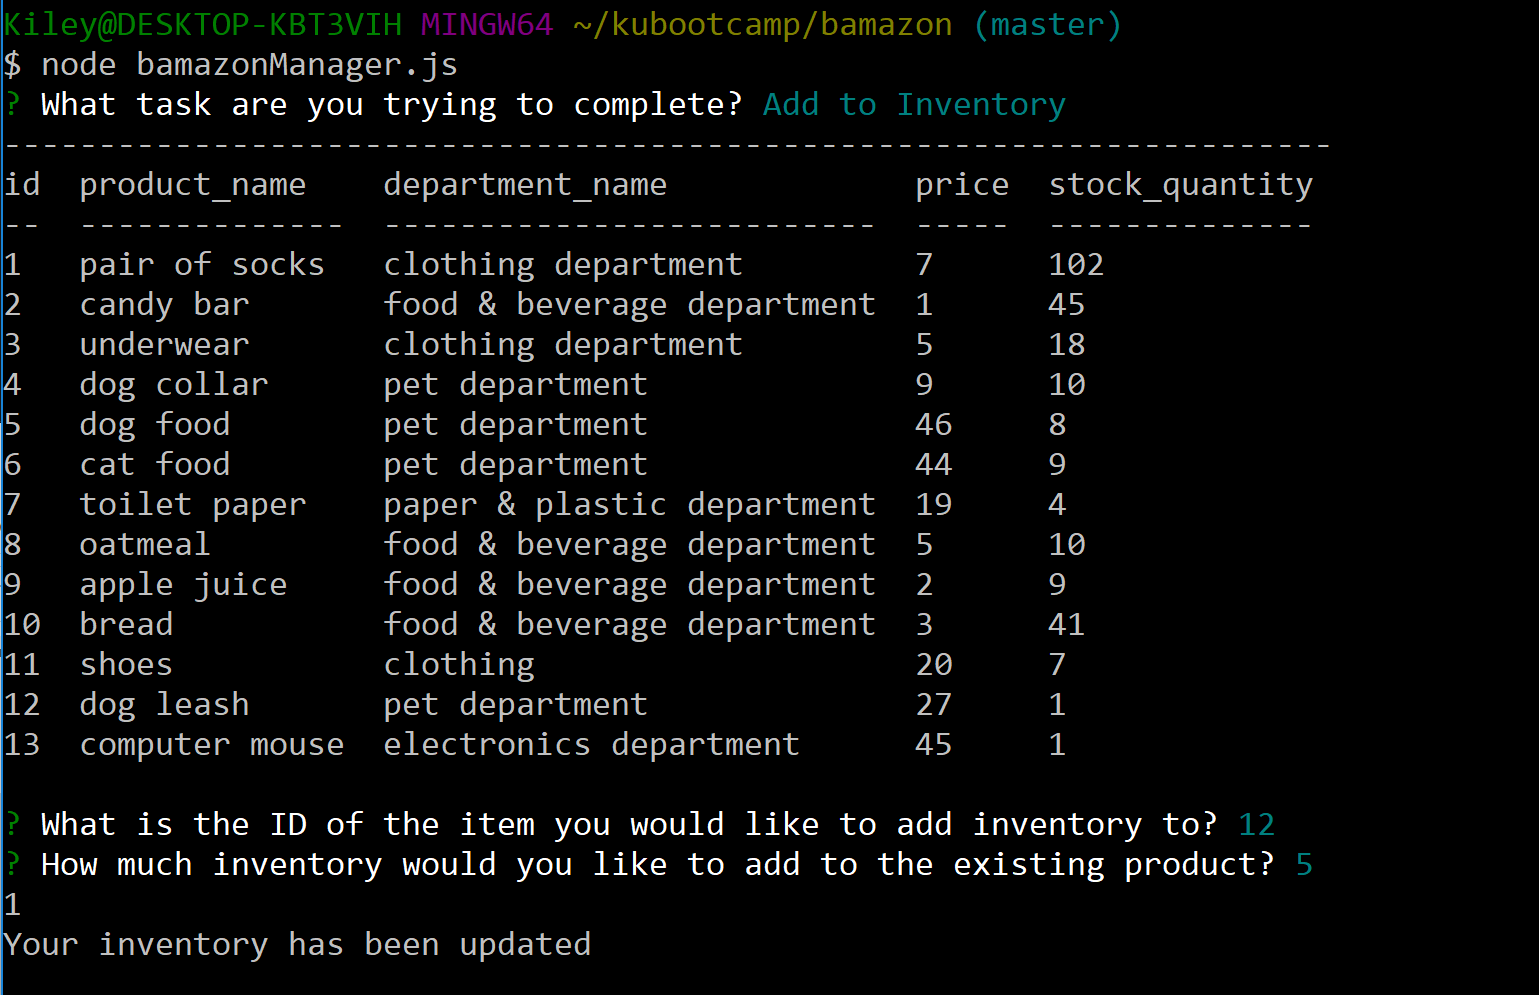 Kiley@DESKTOP-KBT3VIH MINGW64 ~/kubootcamp/bamazon (master)
$ node bamazonManager.js
? What task are you trying to complete? Add to Inventory
----------------------------------------------------------------------
id  product_name    department_name             price  stock_quantity
--  --------------  --------------------------  -----  --------------
1   pair of socks   clothing department         7      102
2   candy bar       food & beverage department  1      45
3   underwear       clothing department         5      18
4   dog collar      pet department              9      10
5   dog food        pet department              46     8
6   cat food        pet department              44     9
7   toilet paper    paper & plastic department  19     4
8   oatmeal         food & beverage department  5      10
9   apple juice     food & beverage department  2      9
10  bread           food & beverage department  3      41
11  shoes           clothing                    20     7
12  dog leash       pet department              27     1
13  computer mouse  electronics department      45     1
? What is the ID of the item you would like to add inventory to? 12
? How much inventory would you like to add to the existing product? 5
1
Your inventory has been updated